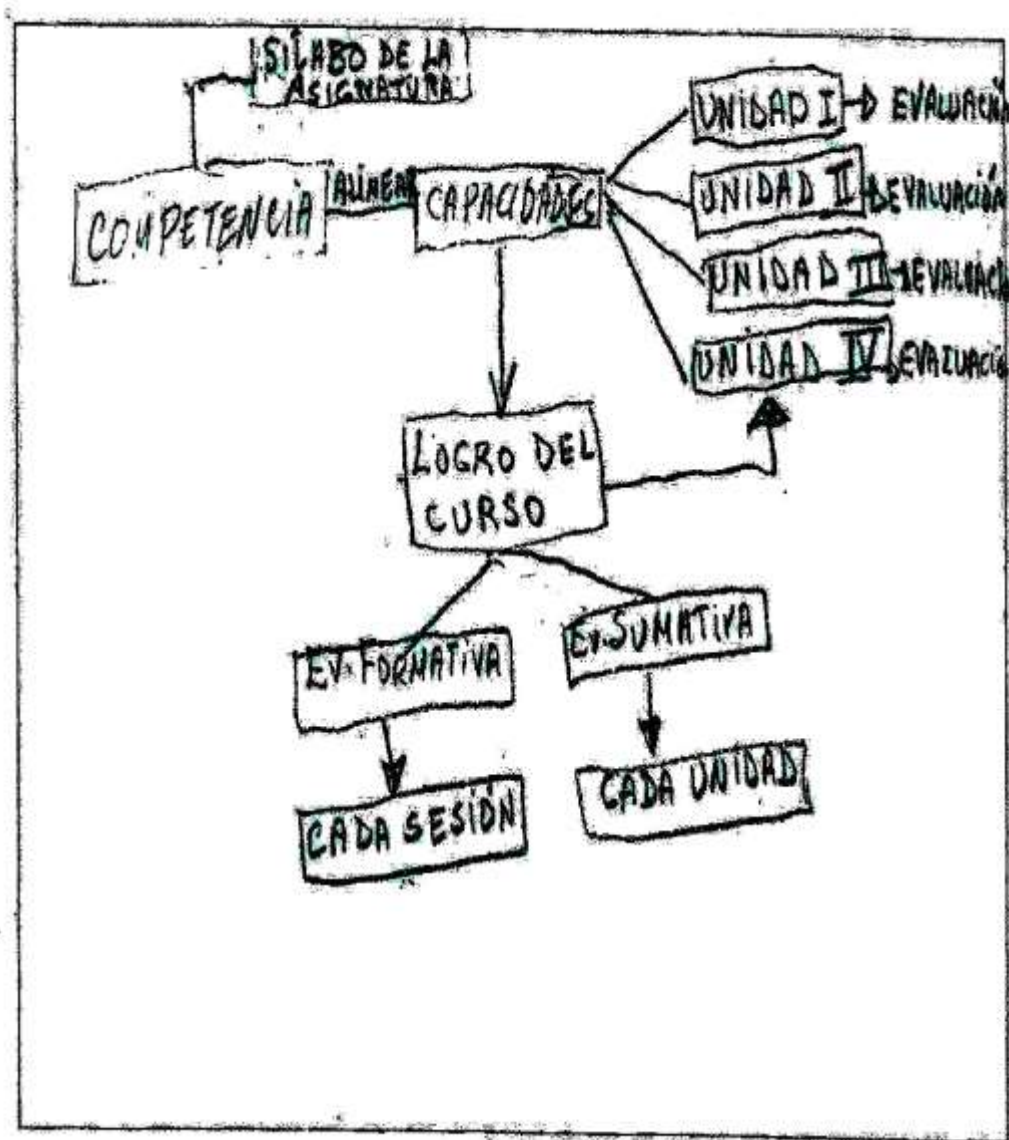 SÍLABO DE LA
ASIGNATURA
COMPETENCIA
ALINEAR
CAPACIDADES
UNIDAD I
EVALUACIÓN
UNIDAD II
EVALUACIÓN
UNIDAD III
EVALUACIÓN
UNIDAD IV
EVALUACIÓN
LOGRO DEL
CURSO
EV. FORMATIVA
EV. SUMATIVA
CADA SESIÓN
CADA UNIDAD